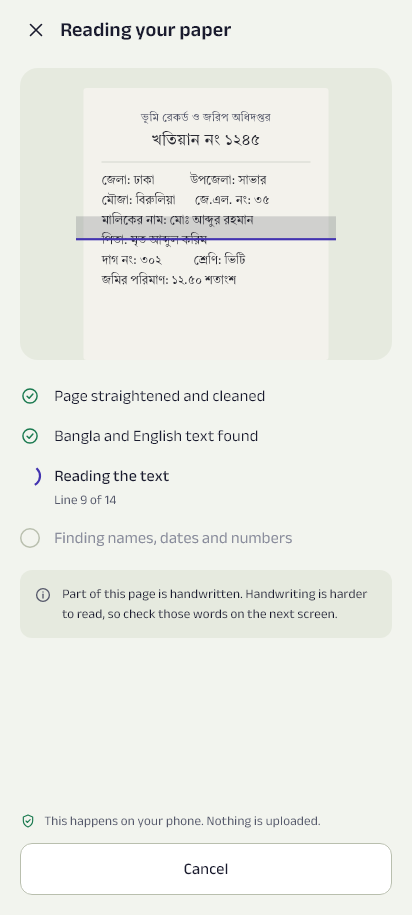 Reading your paper
ভূমি রেকর্ড ও জরিপ অধিদপ্তর
খতিয়ান নং ১২৪৫
জেলা: ঢাকা উপজেলা: সাভার
মৌজা: বিরুলিয়া জে.এল. নং: ৩৫
মালিকের নাম: মোঃ আব্দুর রহমান
পিতা: মৃত আব্দুল করিম
দাগ নং: ৩০২ শ্রেণি: ভিটি
জমির পরিমাণ: ১২.৫০ শতাংশ
Page straightened and cleaned
Bangla and English text found
Reading the text
Line 9 of 14
Finding names, dates and numbers
Part of this page is handwritten. Handwriting is harder
to read, so check those words on the next screen.
This happens on your phone. Nothing is uploaded.
Cancel